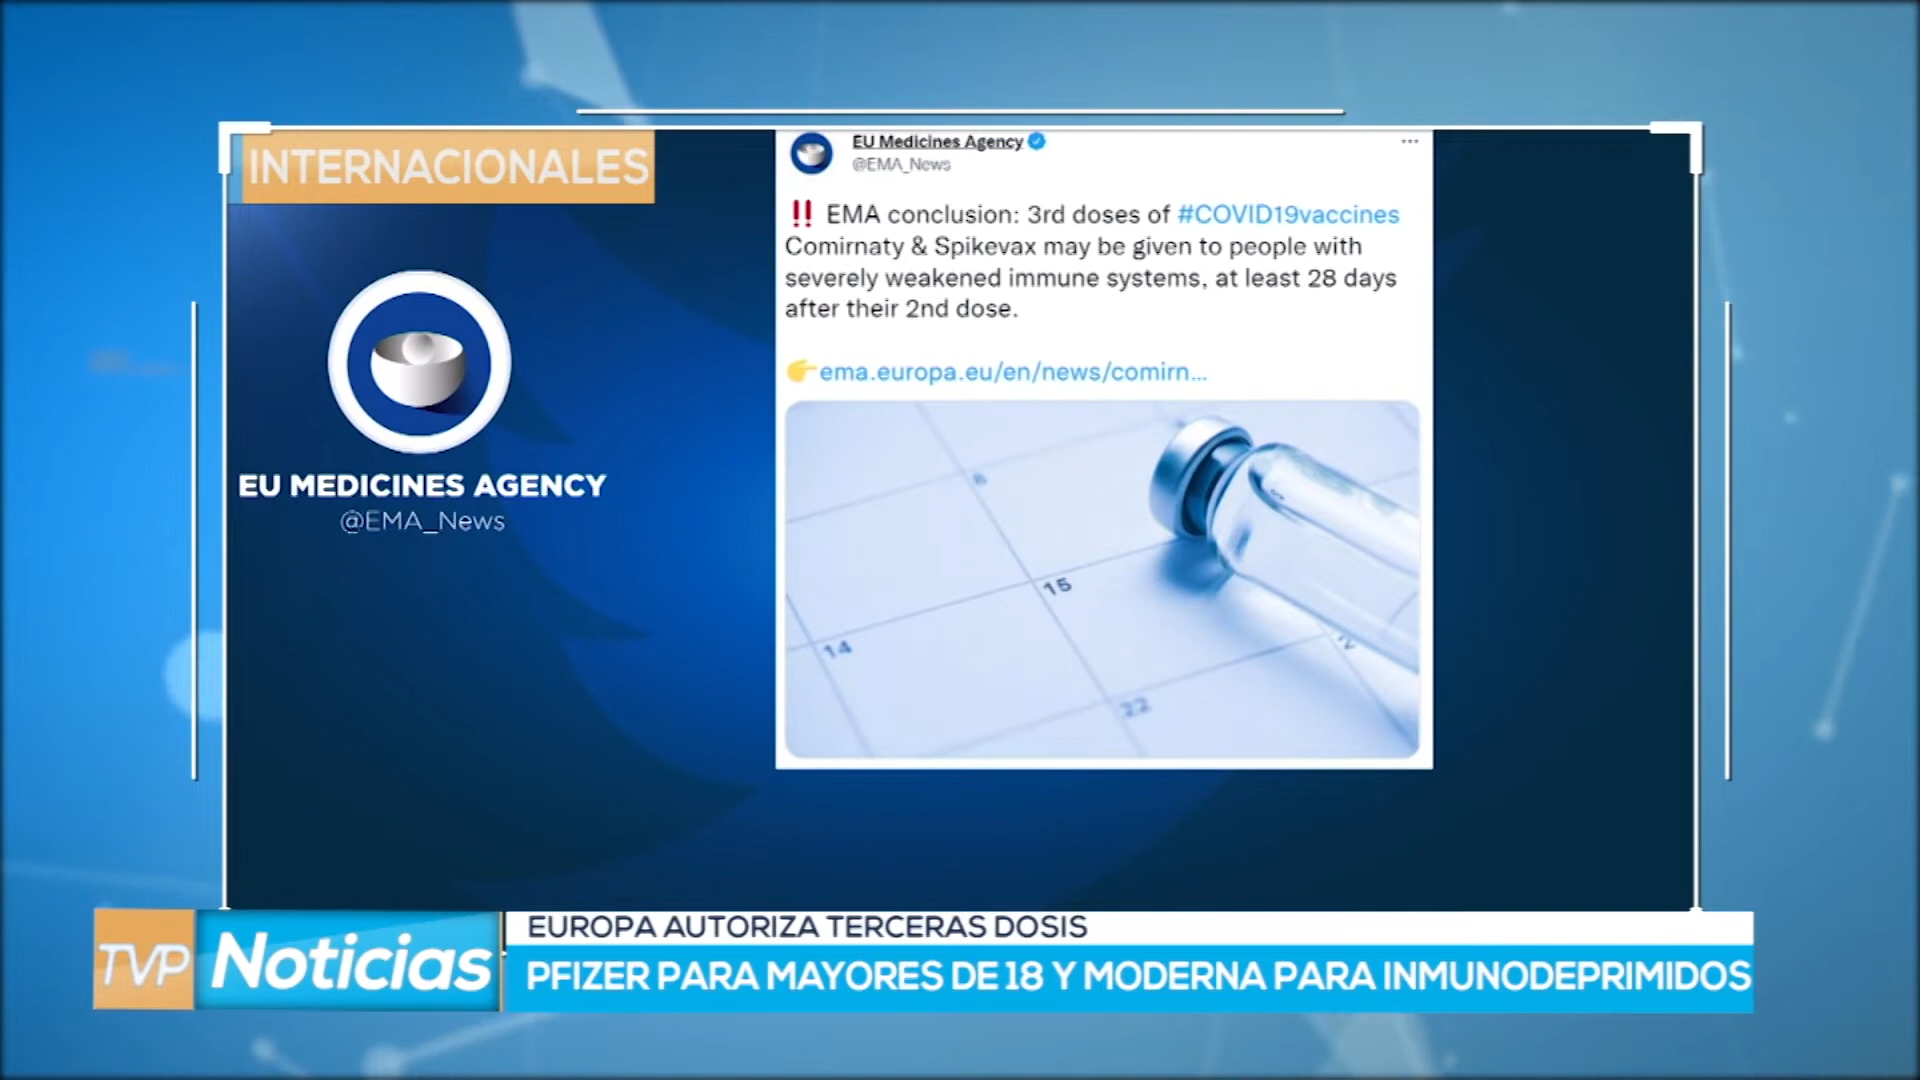 INTERNACIONALES
EU MEDICINES AGENCY
@EMA_News
EU Medicines Agency
@EMA_News
...
‼️ EMA conclusion: 3rd doses of #COVID19vaccines
Comirnaty & Spikevax may be given to people with
severely weakened immune systems, at least 28 days
after their 2nd dose.
👉ema.europa.eu/en/news/comirn...
15
14
22
EUROPA AUTORIZA TERCERAS DOSIS
TVP Noticias
PFIZER PARA MAYORES DE 18 Y MODERNA PARA INMUNODEPRIMIDOS